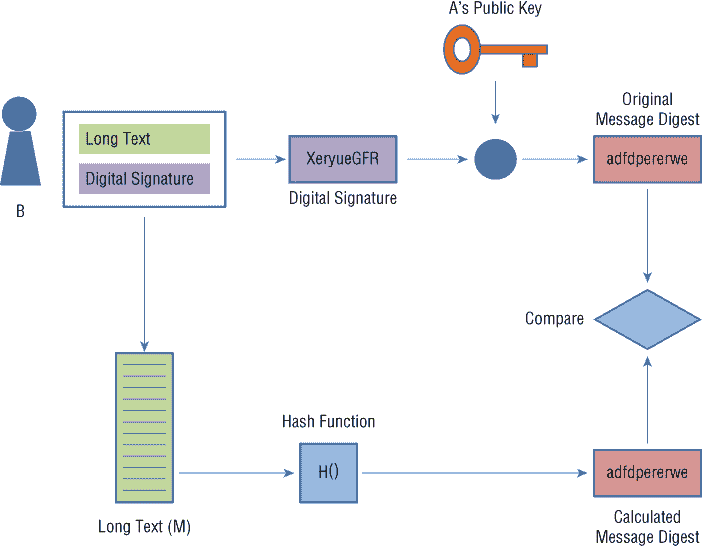 A's Public Key
Original
Message Digest
Long Text
Digital Signature
XeryueGFR
adfdpererwe
B
Digital Signature
Compare
Hash Function
H()
adfdpererwe
Long Text (M)
Calculated
Message Digest